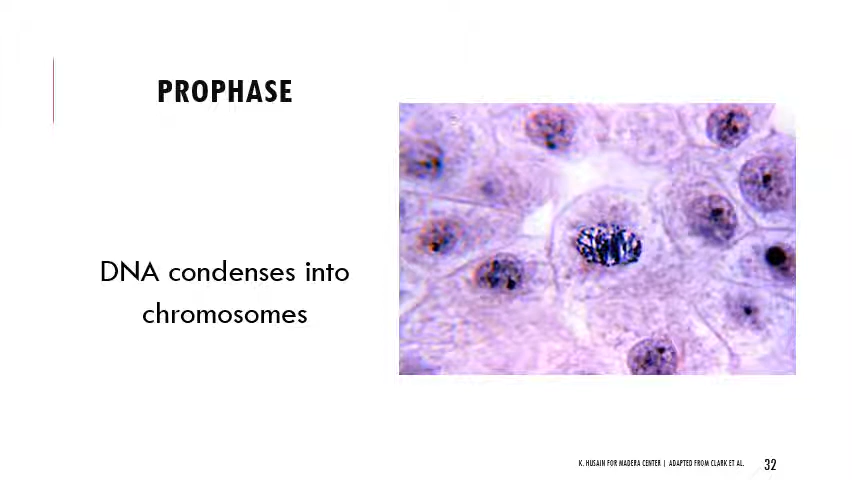 PROPHASE
DNA condenses into
chromosomes
K. HUSAIN FOR MADERA CENTER | ADAPTED FROM CLARK ET AL.
32